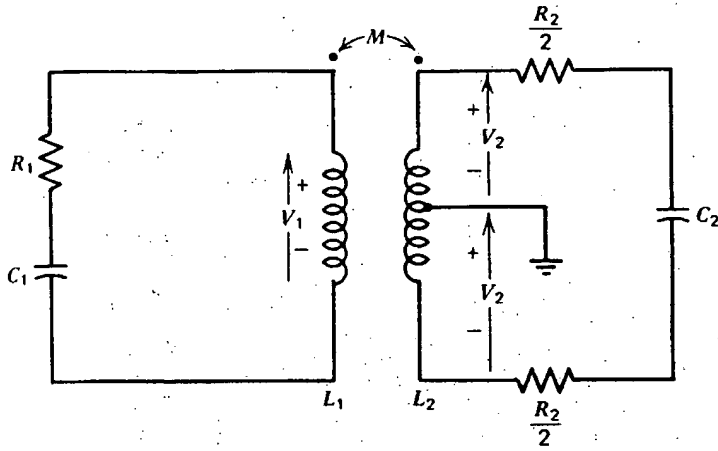 M
R₂/2
R₁
+
V₁
−
+
V₂
−
C₂
C₁
+
V₂
−
L₁
L₂
R₂/2